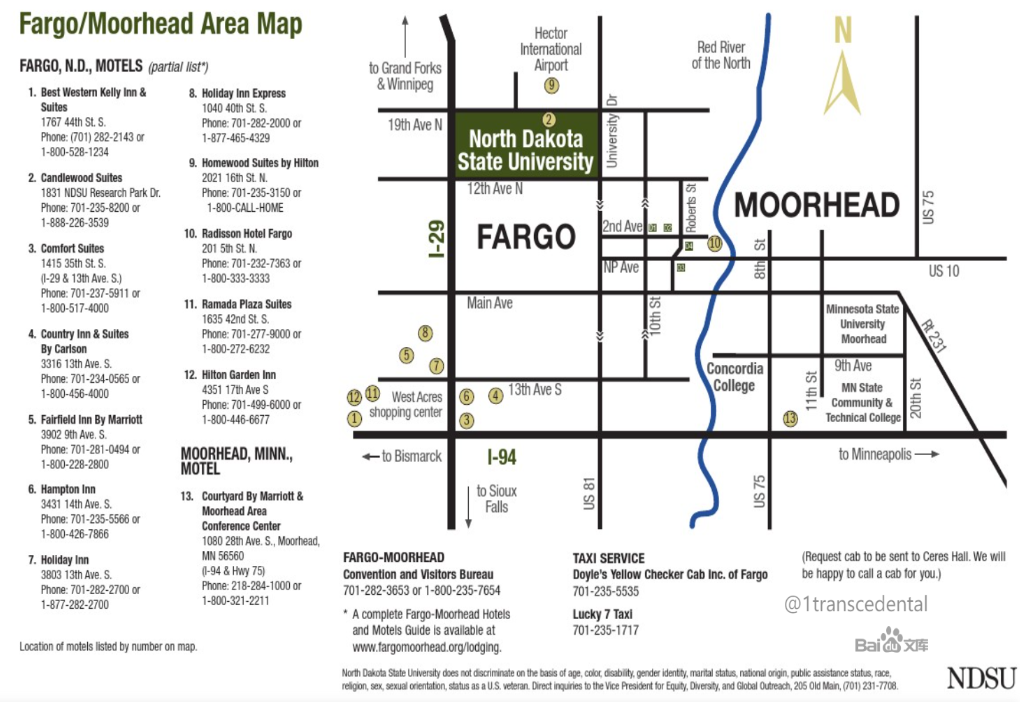 Fargo/Moorhead Area Map
FARGO, N.D., MOTELS (partial list*)
1. Best Western Kelly Inn &
Suites
1767 44th St. S.
Phone: (701) 282-2143 or
1-800-528-1234
2. Candlewood Suites
1831 NDSU Research Park Dr.
Phone: 701-235-8200 or
1-888-226-3539
3. Comfort Suites
1415 35th St. S.
(I-29 & 13th Ave. S.)
Phone: 701-237-5911 or
1-800-517-4000
4. Country Inn & Suites
By Carlson
3316 13th Ave. S.
Phone: 701-234-0565 or
1-800-456-4000
5. Fairfield Inn By Marriott
3902 9th Ave. S.
Phone: 701-281-0494 or
1-800-228-2800
6. Hampton Inn
3431 14th Ave. S.
Phone: 701-235-5566 or
1-800-426-7866
7. Holiday Inn
3803 13th Ave. S.
Phone: 701-282-2700 or
1-877-282-2700
8. Holiday Inn Express
1040 40th St. S.
Phone: 701-282-2000 or
1-877-465-4329
9. Homewood Suites by Hilton
2021 16th St. N.
Phone: 701-235-3150 or
1-800-CALL-HOME
10. Radisson Hotel Fargo
201 5th St. N.
Phone: 701-232-7363 or
1-800-333-3333
11. Ramada Plaza Suites
1635 42nd St. S.
Phone: 701-277-9000 or
1-800-272-6232
12. Hilton Garden Inn
4351 17th Ave S
Phone: 701-499-6000 or
1-800-446-6677
MOORHEAD, MINN.,
MOTEL
13. Courtyard By Marriott &
Moorhead Area
Conference Center
1080 28th Ave. S., Moorhead,
MN 56560
(I-94 & Hwy 75)
Phone: 218-284-1000 or
1-800-321-2211
Location of motels listed by number on map.
to Grand Forks
& Winnipeg
Hector
International
Airport
9
Red River
of the North
N
19th Ave N
2
North Dakota
State University
University Dr
12th Ave N
Roberts St
MOORHEAD
US 75
I-29
FARGO
2nd Ave
10
8th St
NP Ave
US 10
Main Ave
10th St
Minnesota State
University
Moorhead
Rt 231
8
5
7
Concordia
College
9th Ave
11th St
MN State
Community &
Technical College
20th St
12
11
West Acres
shopping center
6
4
13th Ave S
1
3
13
to Bismarck
I-94
to Minneapolis
to Sioux
Falls
US 81
US 75
FARGO-MOORHEAD
Convention and Visitors Bureau
701-282-3653 or 1-800-235-7654
* A complete Fargo-Moorhead Hotels
and Motels Guide is available at
www.fargomoorhead.org/lodging.
TAXI SERVICE
Doyle's Yellow Checker Cab Inc. of Fargo
701-235-5535
Lucky 7 Taxi
701-235-1717
(Request cab to be sent to Ceres Hall. We will
be happy to call a cab for you.)
@1transcedental
Bai du 文库
North Dakota State University does not discriminate on the basis of age, color, disability, gender identity, marital status, national origin, public assistance status, race,
religion, sex, sexual orientation, status as a U.S. veteran. Direct inquiries to the Vice President for Equity, Diversity, and Global Outreach, 205 Old Main, (701) 231-7708.
NDSU